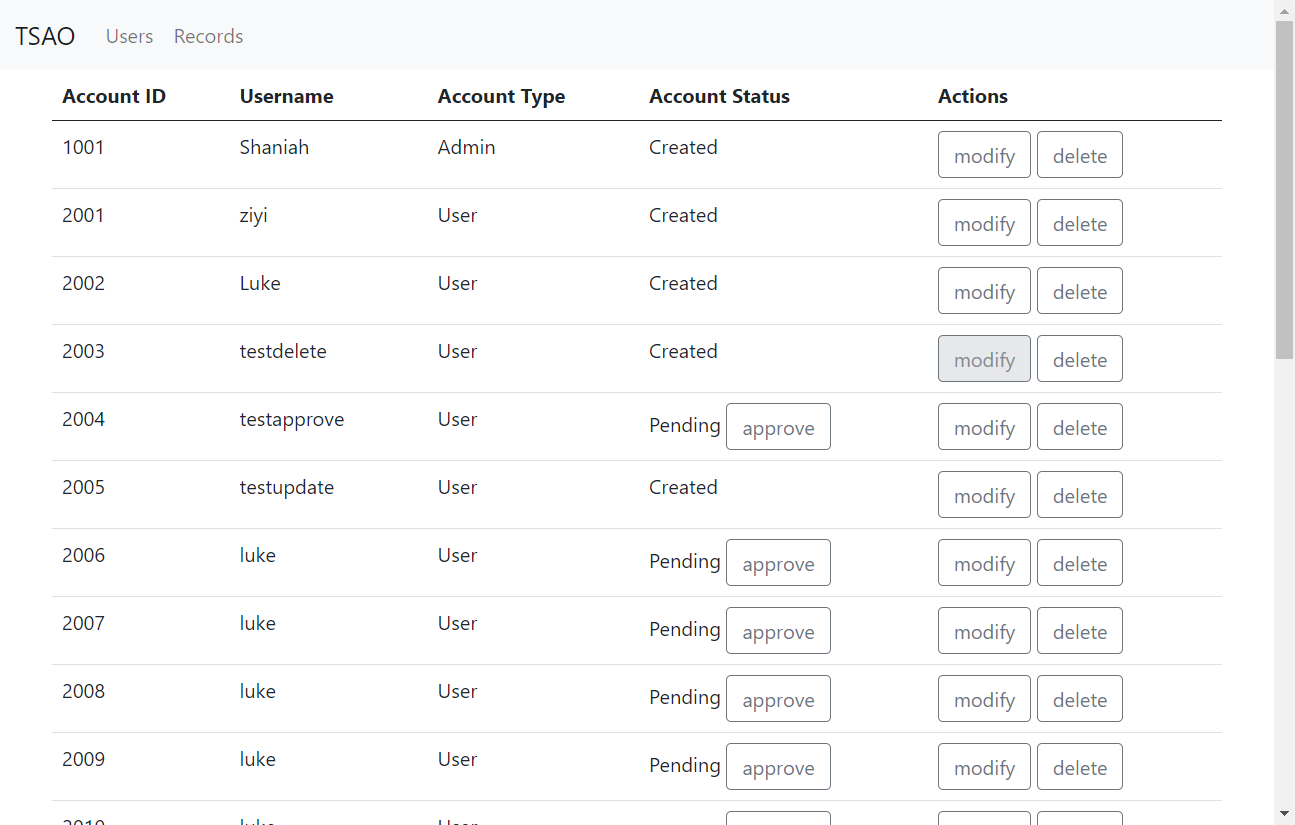 TSAO Users Records
Account ID Username Account Type Account Status Actions
1001 Shaniah Admin Created modify delete
2001 ziyi User Created modify delete
2002 Luke User Created modify delete
2003 testdelete User Created modify delete
2004 testapprove User Pending approve modify delete
2005 testupdate User Created modify delete
2006 luke User Pending approve modify delete
2007 luke User Pending approve modify delete
2008 luke User Pending approve modify delete
2009 luke User Pending approve modify delete
2010 luke User